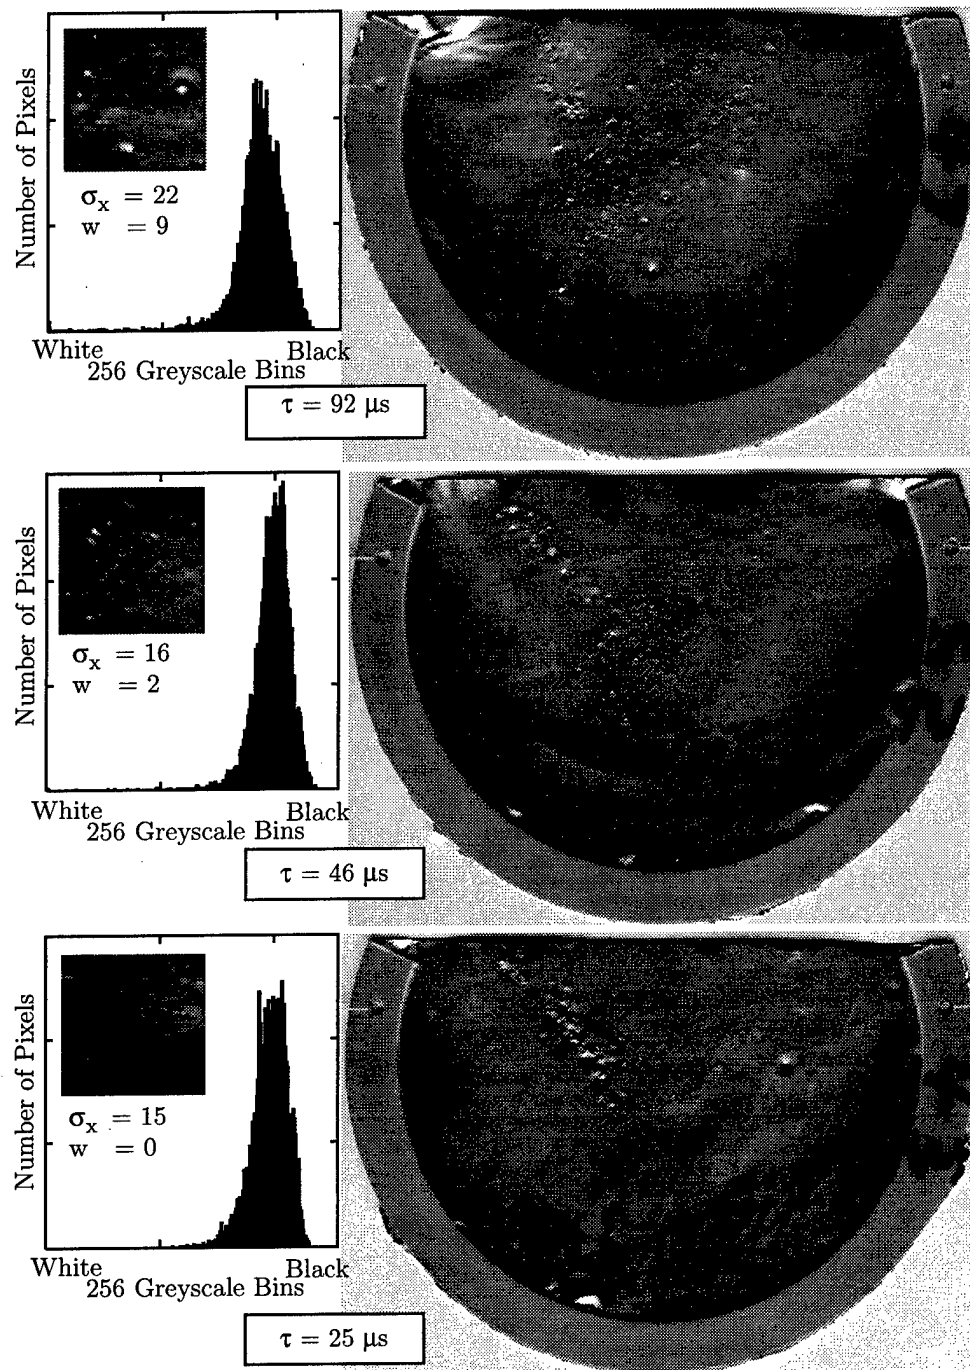 Number of Pixels
σx = 22
w = 9
White
Black
256 Greyscale Bins
τ = 92 μs
Number of Pixels
σx = 16
w = 2
White
Black
256 Greyscale Bins
τ = 46 μs
Number of Pixels
σx = 15
w = 0
White
Black
256 Greyscale Bins
τ = 25 μs